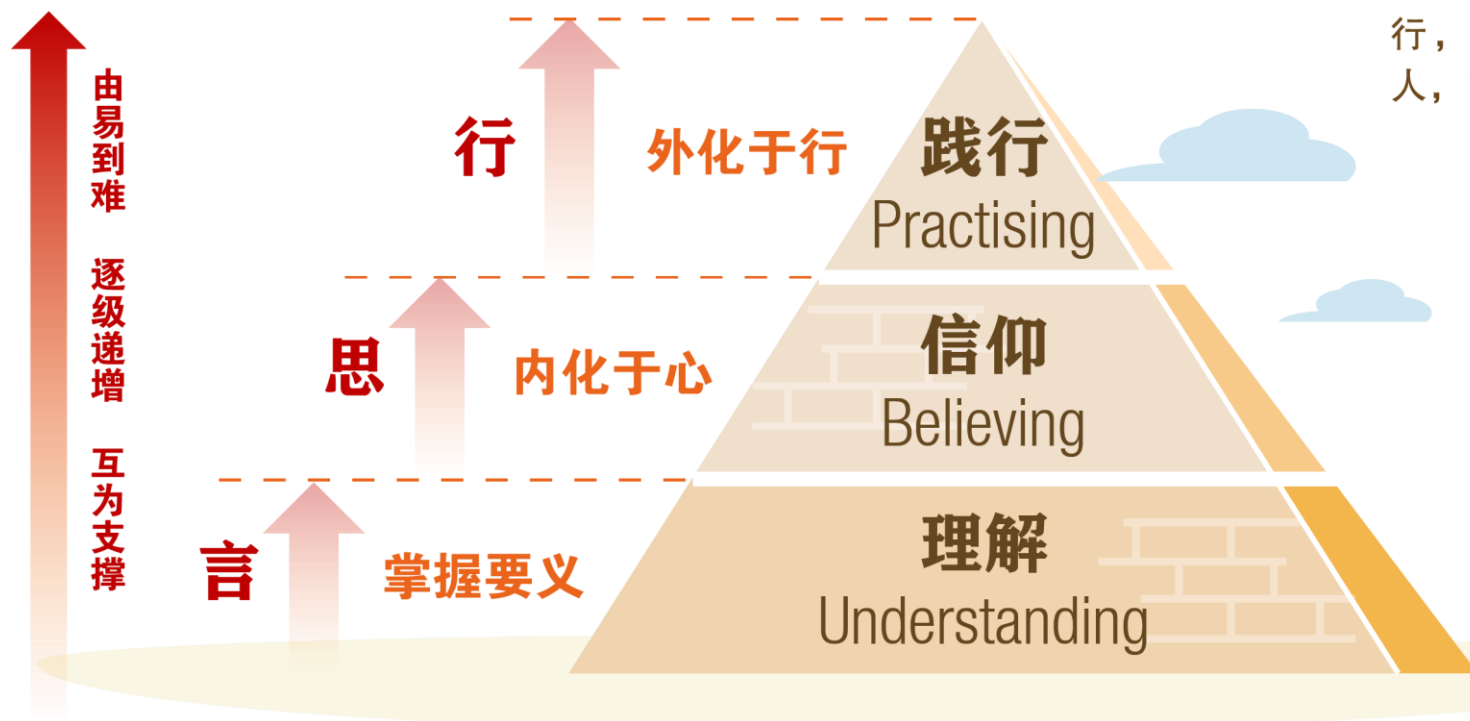 行，
人，
由易到难 逐级递增 互为支撑
行
外化于行
践行
Practising
思
内化于心
信仰
Believing
言
掌握要义
理解
Understanding